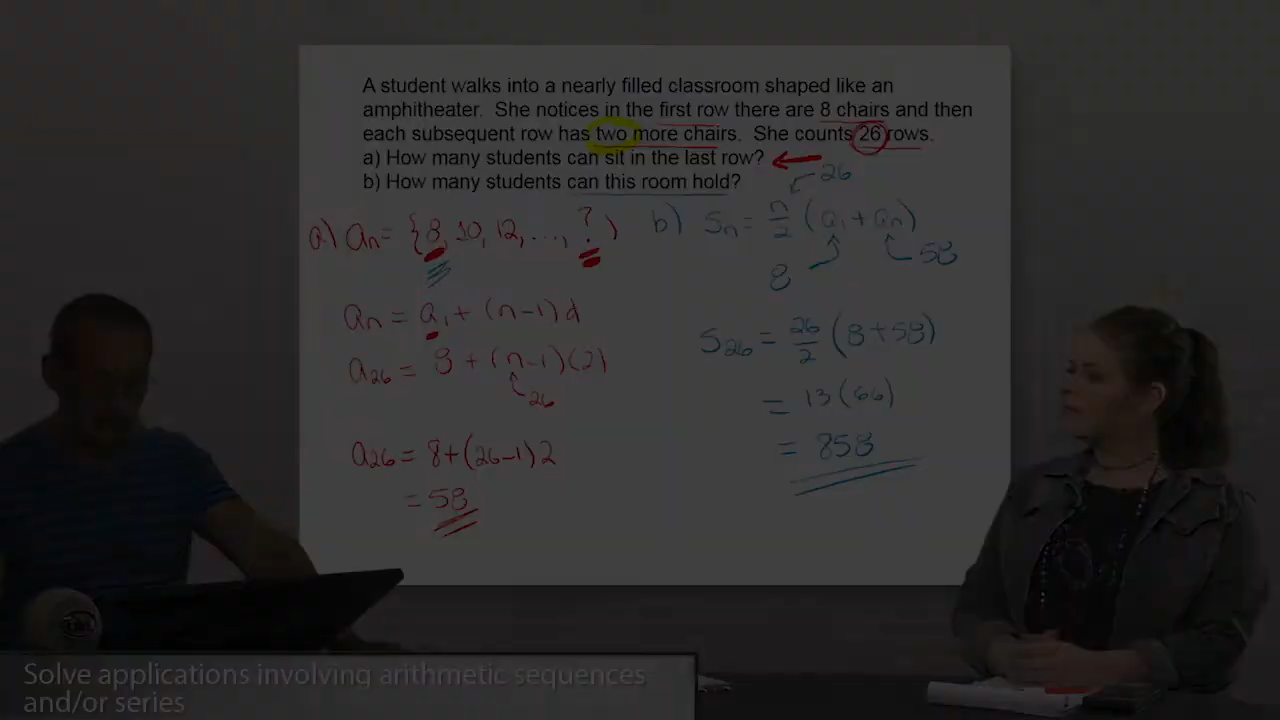 A student walks into a nearly filled classroom shaped like an
amphitheater. She notices in the first row there are 8 chairs and then
each subsequent row has two more chairs. She counts 26 rows.
a) How many students can sit in the last row?
b) How many students can this room hold?
26
a) an = {8, 10, 12, ..., ?)
b) Sn = n/2 (a1 + an)
8
58
an = a1 + (n-1)d
a26 = 8 + (n-1)(2)
26
a26 = 8+(26-1)2
= 58
S26 = 26/2 (8+58)
= 13(66)
= 858
Solve applications involving arithmetic sequences
and/or series